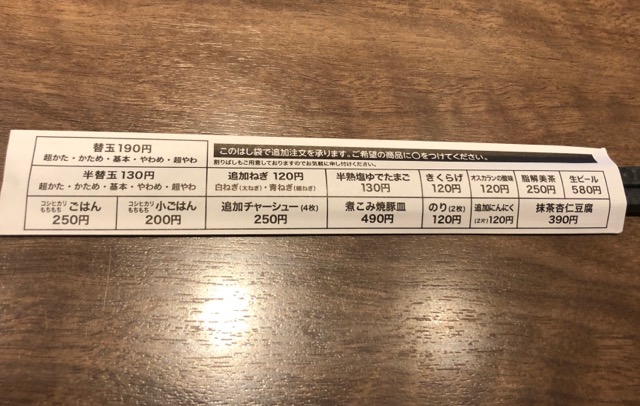 替玉190円
超かた・かため・基本・やわめ・超やわ
このはし袋で追加注文を承ります。ご希望の商品に○をつけてください。
割りばしもご用意しておりますのでお気軽に申し付けください。
半替玉130円
超かた・かため・基本・やわめ・超やわ
追加ねぎ 120円
白ねぎ(太ねぎ)・青ねぎ(細ねぎ)
半熟塩ゆでたまご
130円
きくらげ
120円
オスカランの酸味
120円
脂解美茶
250円
生ビール
580円
コシヒカリ
もちもち ごはん
250円
コシヒカリ
もちもち 小ごはん
200円
追加チャーシュー(4枚)
250円
煮こみ焼豚皿
490円
のり(2枚)
120円
追加にんにく
(2片)120円
抹茶杏仁豆腐
390円